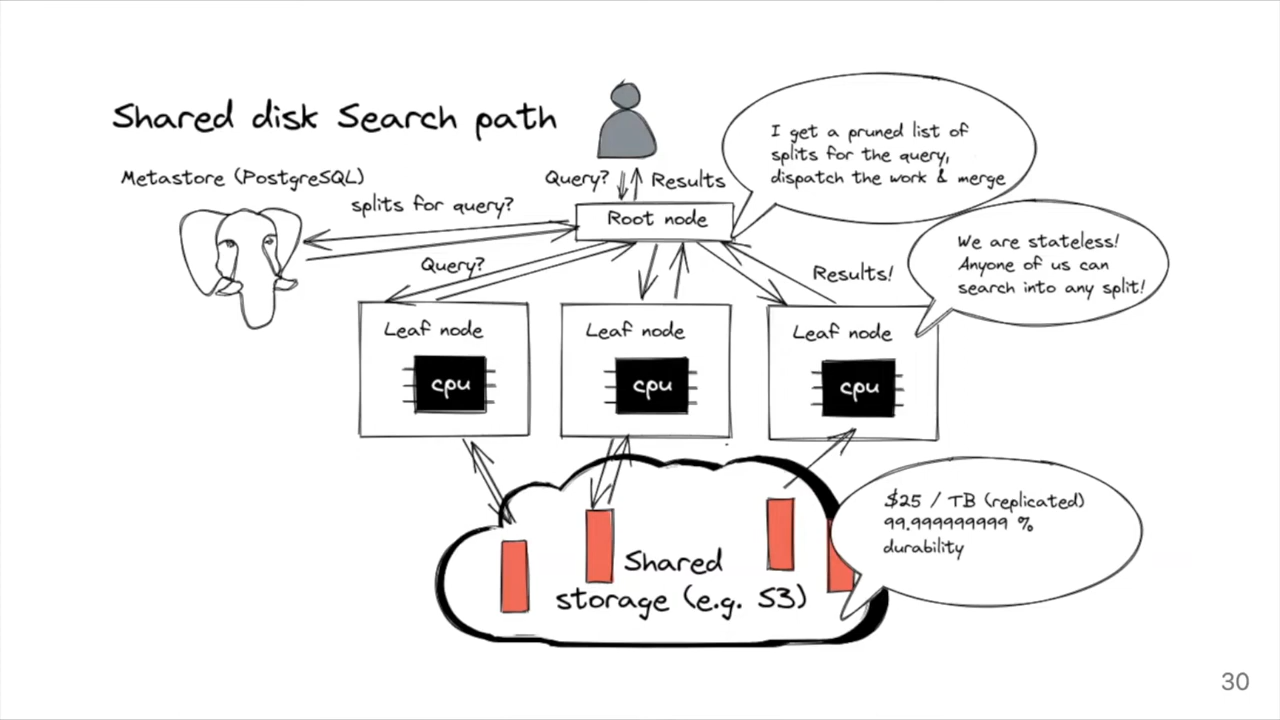 Shared disk Search path
Metastore (PostgreSQL)
splits for query?
Query?
Results
Root node
I get a pruned list of
splits for the query,
dispatch the work & merge
We are stateless!
Anyone of us can
search into any split!
Query?
Results!
Leaf node
cpu
Leaf node
cpu
Leaf node
cpu
Shared
storage (e.g. S3)
$25 / TB (replicated)
99.999999999 %
durability
30